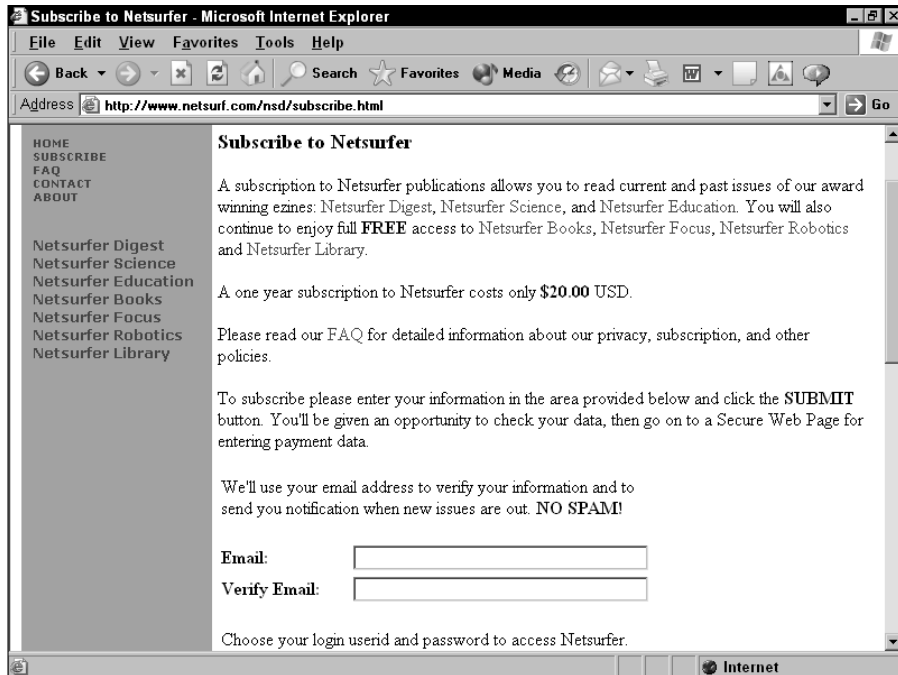 Subscribe to Netsurfer - Microsoft Internet Explorer
File Edit View Favorites Tools Help
Back Search Favorites Media
Address http://www.netsurf.com/nsd/subscribe.html Go
HOME
SUBSCRIBE
FAQ
CONTACT
ABOUT
Netsurfer Digest
Netsurfer Science
Netsurfer Education
Netsurfer Books
Netsurfer Focus
Netsurfer Robotics
Netsurfer Library
Subscribe to Netsurfer
A subscription to Netsurfer publications allows you to read current and past issues of our award
winning ezines: Netsurfer Digest, Netsurfer Science, and Netsurfer Education. You will also
continue to enjoy full FREE access to Netsurfer Books, Netsurfer Focus, Netsurfer Robotics
and Netsurfer Library.
A one year subscription to Netsurfer costs only $20.00 USD.
Please read our FAQ for detailed information about our privacy, subscription, and other
policies.
To subscribe please enter your information in the area provided below and click the SUBMIT
button. You'll be given an opportunity to check your data, then go on to a Secure Web Page for
entering payment data.
We'll use your email address to verify your information and to
send you notification when new issues are out. NO SPAM!
Email:
Verify Email:
Choose your login userid and password to access Netsurfer.
Internet